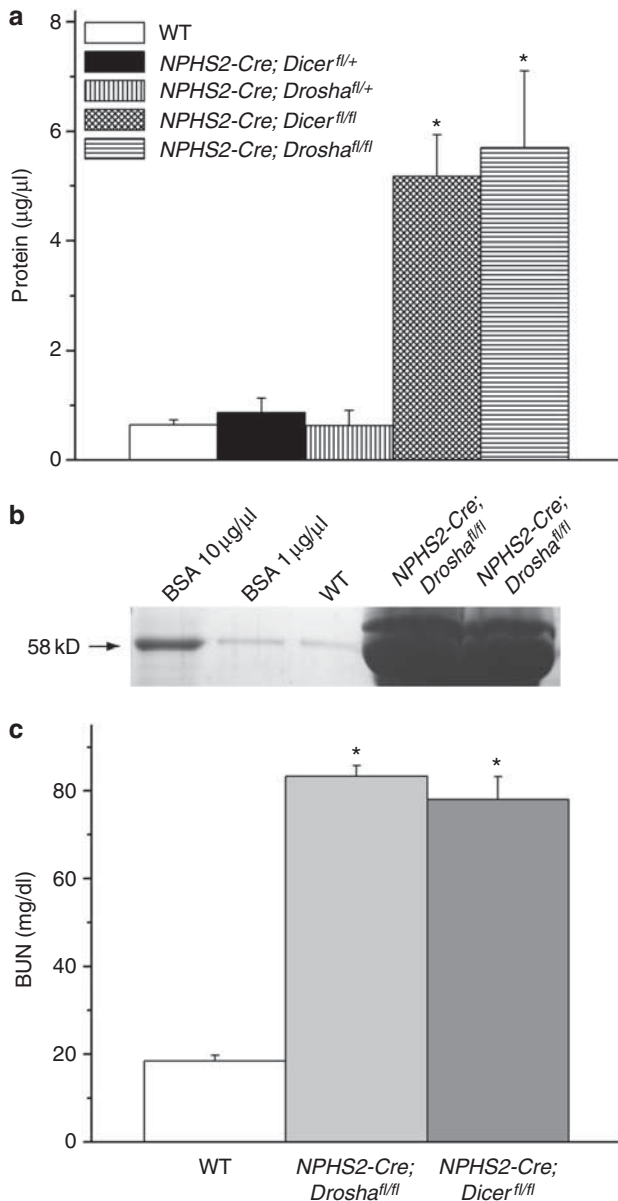 a
8
6
4
2
0
Protein (µg/µl)
WT
NPHS2-Cre; Dicer fl/+
NPHS2-Cre; Drosha fl/+
NPHS2-Cre; Dicer fl/fl
NPHS2-Cre; Drosha fl/fl
*
*
b
BSA 10 µg/µl
BSA 1 µg/µl
WT
NPHS2-Cre;
Drosha fl/fl
NPHS2-Cre;
Drosha fl/fl
58 kD →
c
80
60
40
20
0
BUN (mg/dl)
*
*
WT
NPHS2-Cre;
Drosha fl/fl
NPHS2-Cre;
Dicer fl/fl